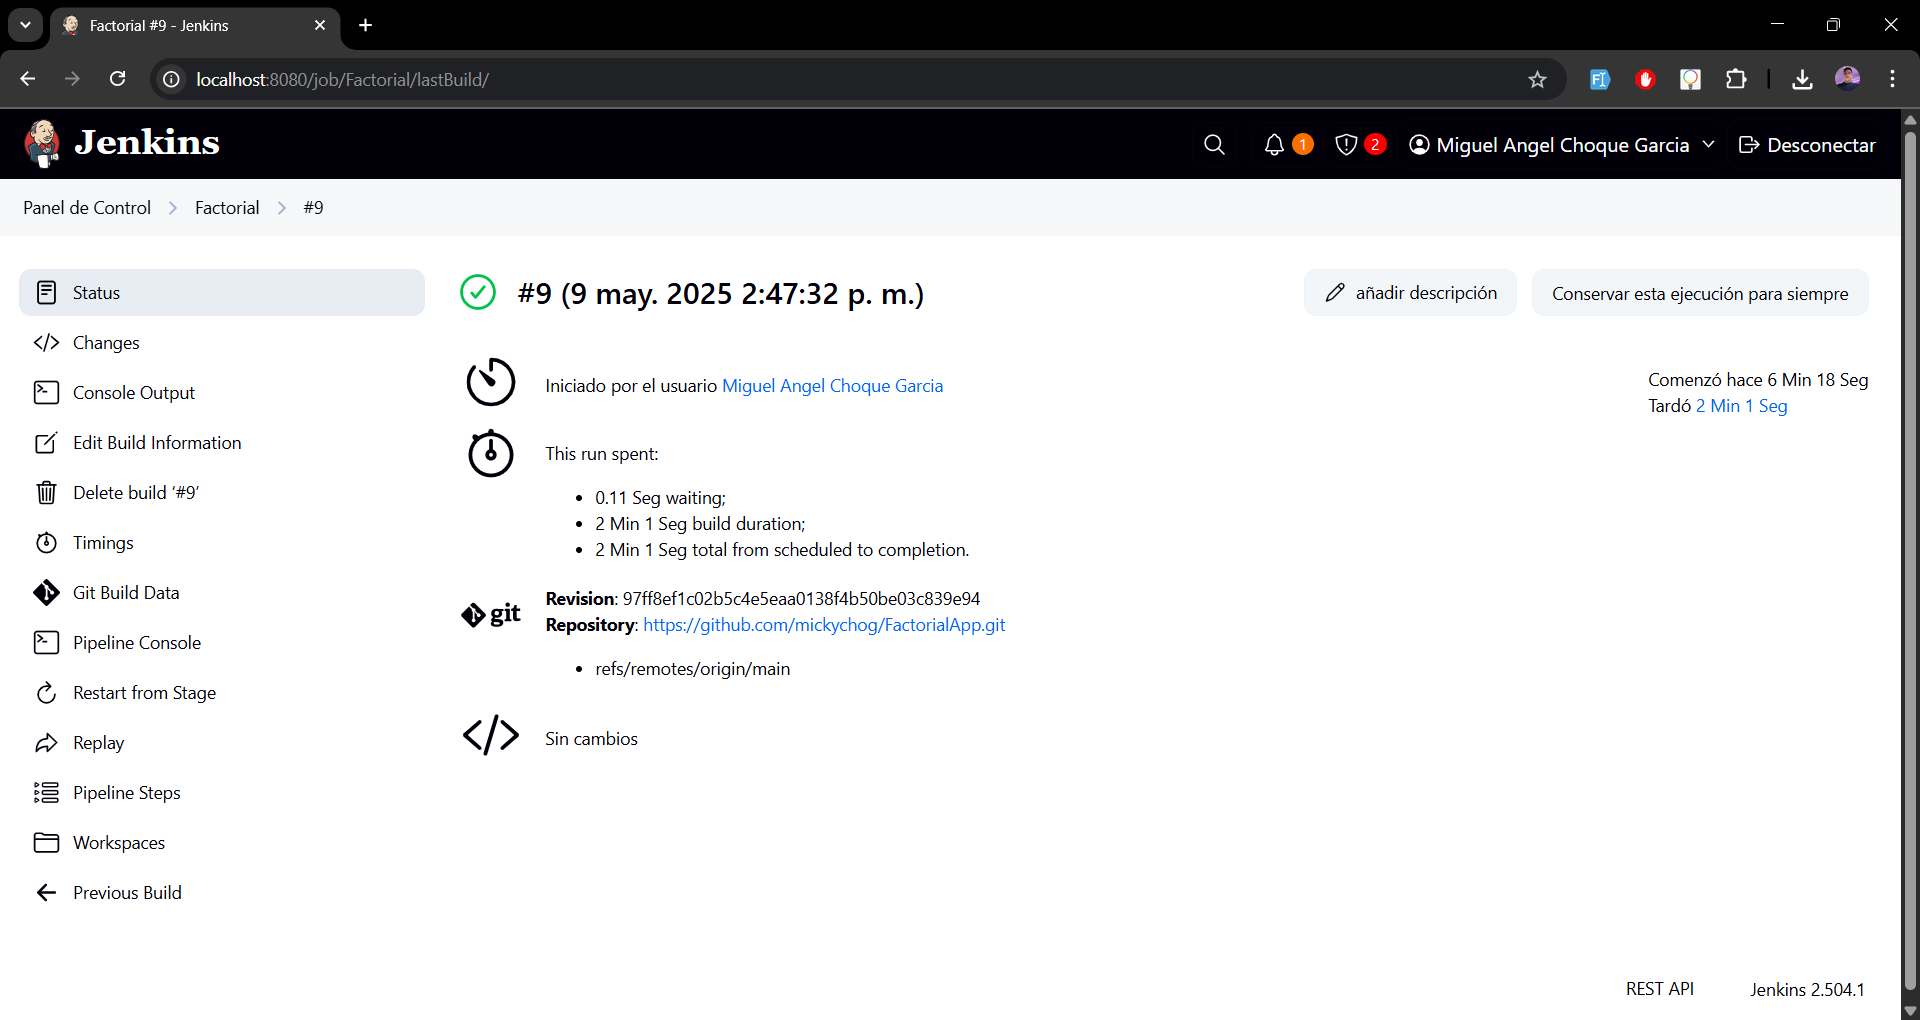 Factorial #9 - Jenkins
localhost:8080/job/Factorial/lastBuild/
Jenkins
1
2
Miguel Angel Choque Garcia
Desconectar
Panel de Control
Factorial
#9
Status
Changes
Console Output
Edit Build Information
Delete build ‘#9’
Timings
Git Build Data
Pipeline Console
Restart from Stage
Replay
Pipeline Steps
Workspaces
Previous Build
#9 (9 may. 2025 2:47:32 p. m.)
añadir descripción
Conservar esta ejecución para siempre
Iniciado por el usuario Miguel Angel Choque Garcia
Comenzó hace 6 Min 18 Seg
Tardó 2 Min 1 Seg
This run spent:
0.11 Seg waiting;
2 Min 1 Seg build duration;
2 Min 1 Seg total from scheduled to completion.
git
Revision: 97ff8ef1c02b5c4e5eaa0138f4b50be03c839e94
Repository: https://github.com/mickychog/FactorialApp.git
refs/remotes/origin/main
Sin cambios
REST API
Jenkins 2.504.1